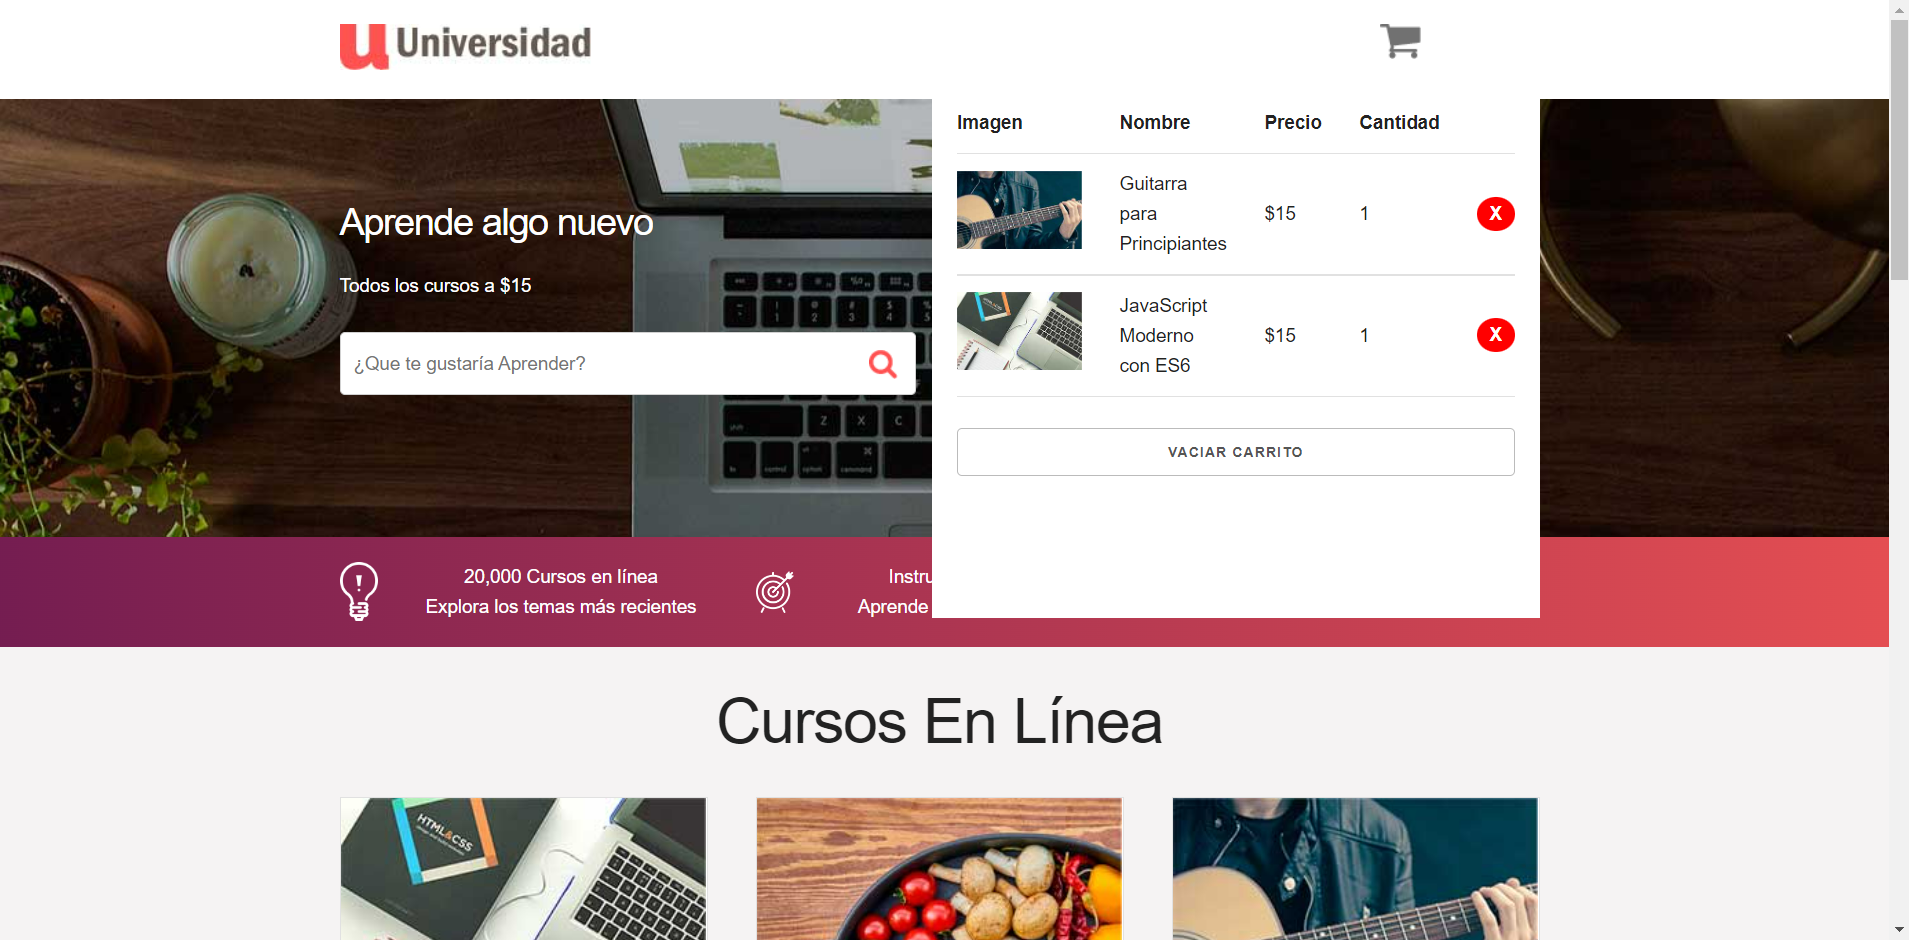 Universidad
Imagen Nombre Precio Cantidad
Guitarra
para
Principiantes
$15 1 X
JavaScript
Moderno
con ES6
$15 1 X
VACIAR CARRITO
Aprende algo nuevo
Todos los cursos a $15
¿Que te gustaría Aprender?
20,000 Cursos en línea
Explora los temas más recientes
Instru
Aprende
Cursos En Línea
HTML&CSS